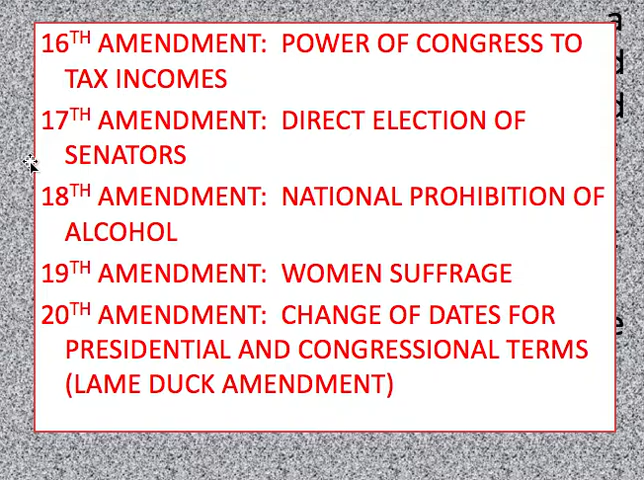 16TH AMENDMENT: POWER OF CONGRESS TO
TAX INCOMES
17TH AMENDMENT: DIRECT ELECTION OF
SENATORS
18TH AMENDMENT: NATIONAL PROHIBITION OF
ALCOHOL
19TH AMENDMENT: WOMEN SUFFRAGE
20TH AMENDMENT: CHANGE OF DATES FOR
PRESIDENTIAL AND CONGRESSIONAL TERMS
(LAME DUCK AMENDMENT)